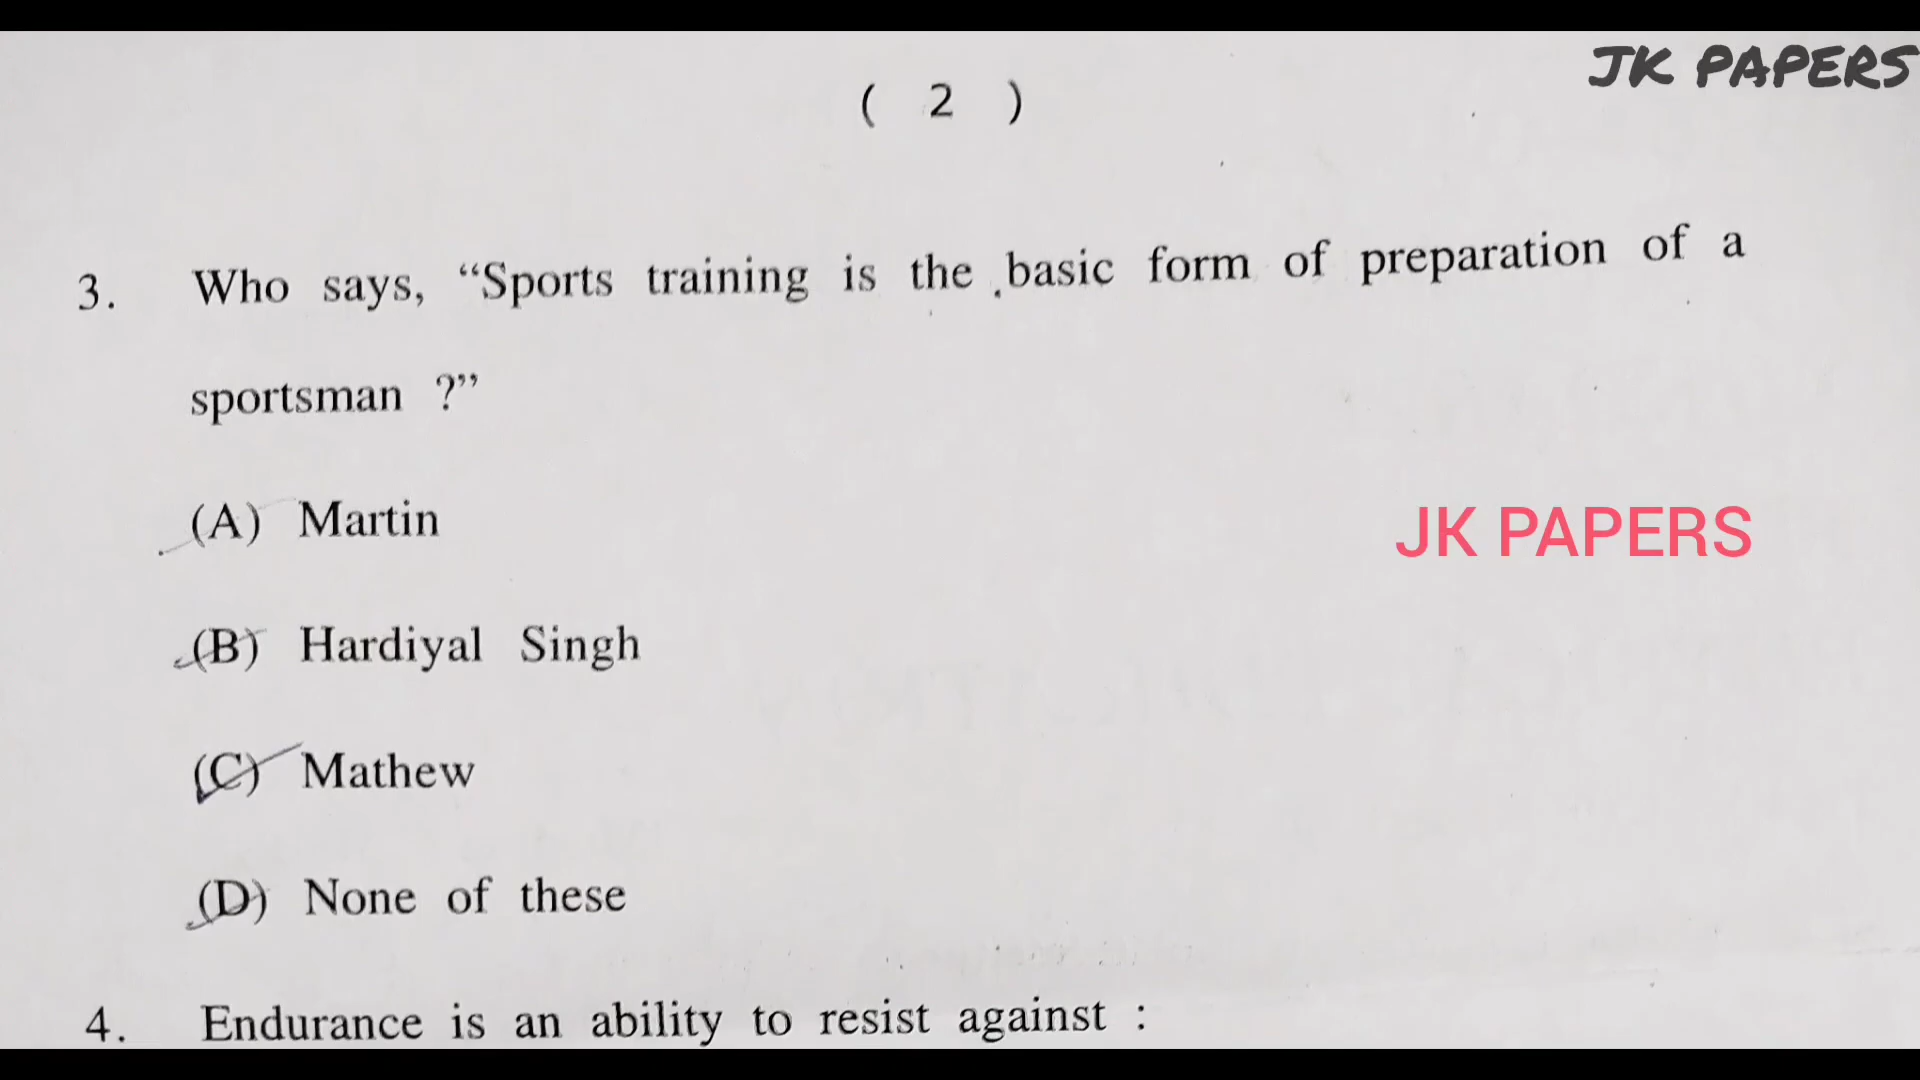 JK PAPERS
( 2 )
3. Who says, “Sports training is the basic form of preparation of a
sportsman ?”
(A) Martin
JK PAPERS
(B) Hardiyal Singh
(C) Mathew
(D) None of these
4. Endurance is an ability to resist against :